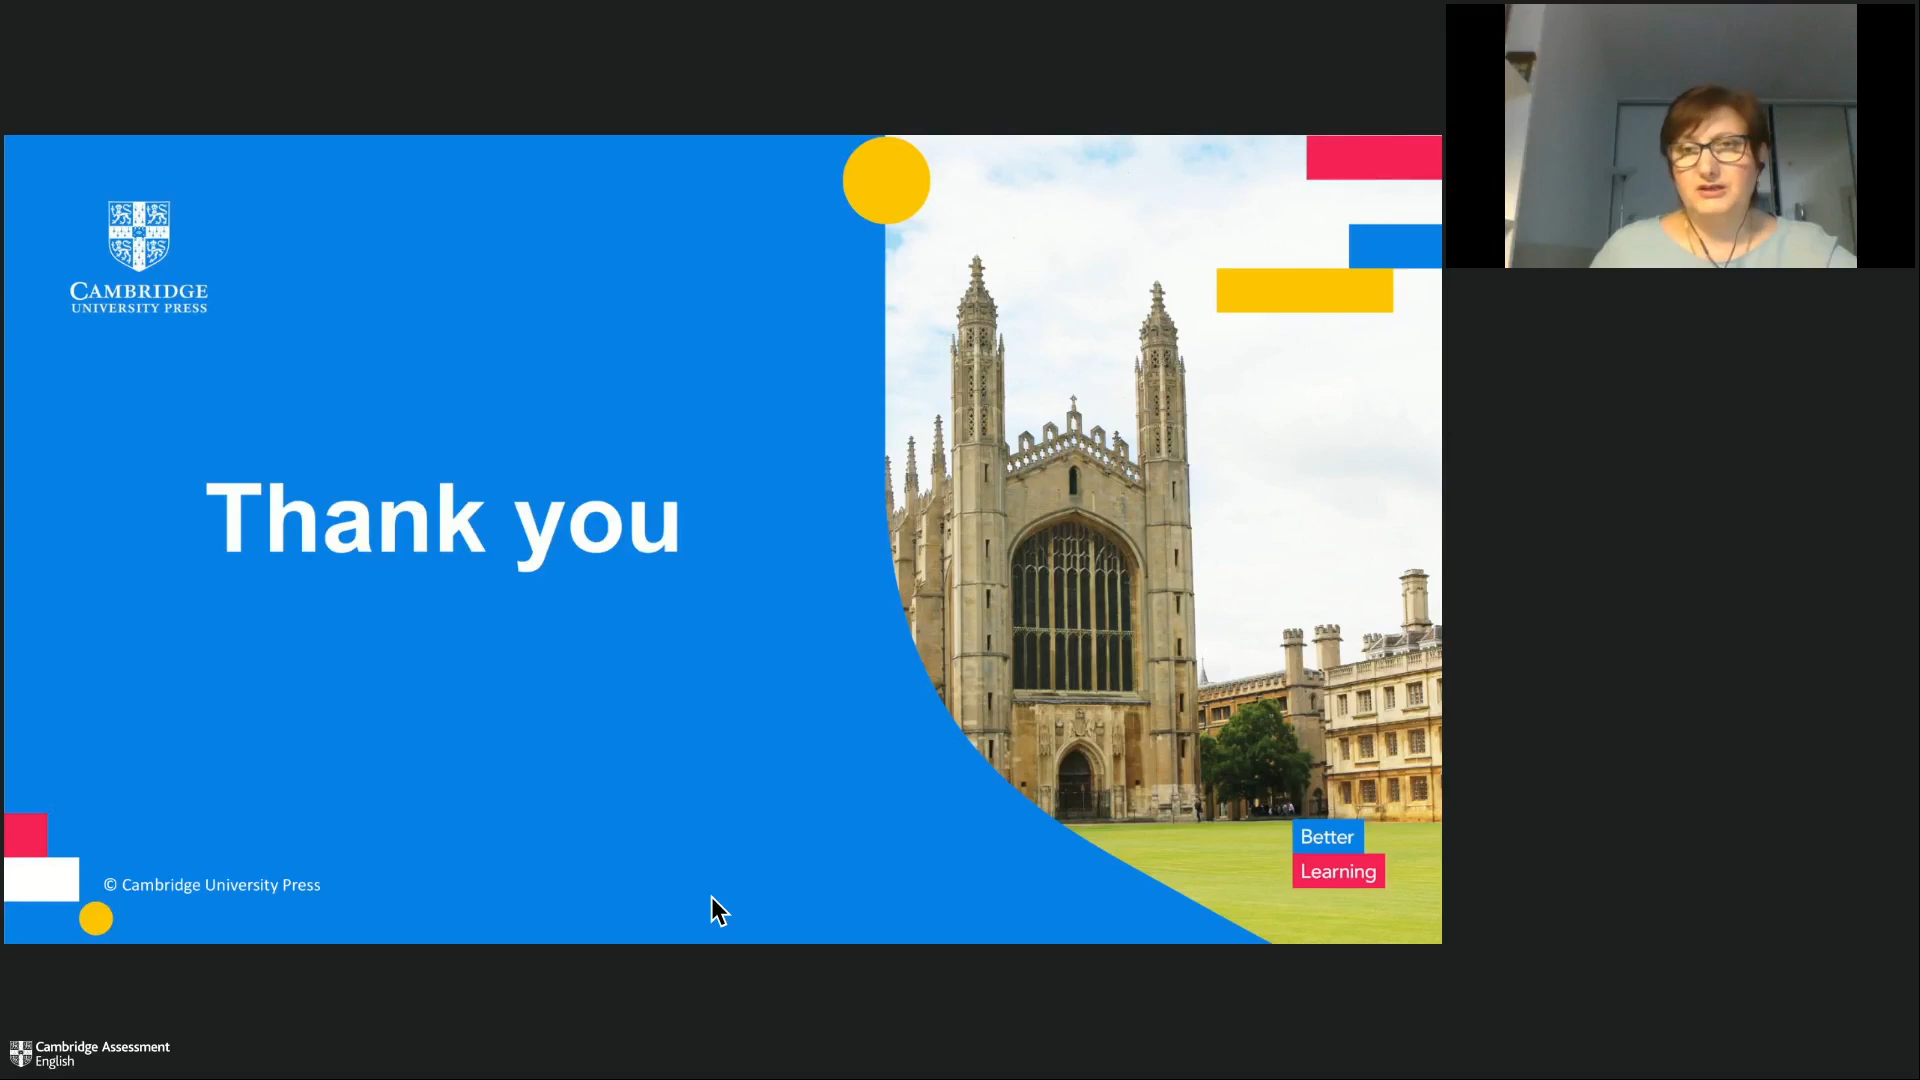 CAMBRIDGE
UNIVERSITY PRESS
Thank you
Better
Learning
© Cambridge University Press
Cambridge Assessment
English